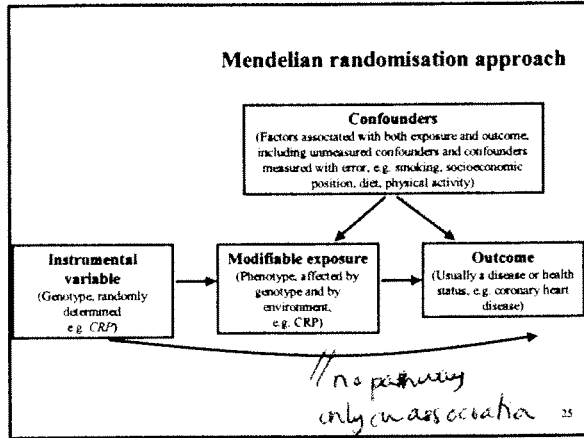 Mendelian randomisation approach
Confounders
(Factors associated with both exposure and outcome,
including unmeasured confounders and confounders
measured with error, e.g. smoking, socioeconomic
position, diet, physical activity)
Instrumental
variable
(Genotype, randomly
determined
e.g. CRP)
Modifiable exposure
(Phenotype, affected by
genotype and by
environment,
e.g. CRP)
Outcome
(Usually a disease or health
status, e.g. coronary heart
disease)
// no pathway
only an association
25